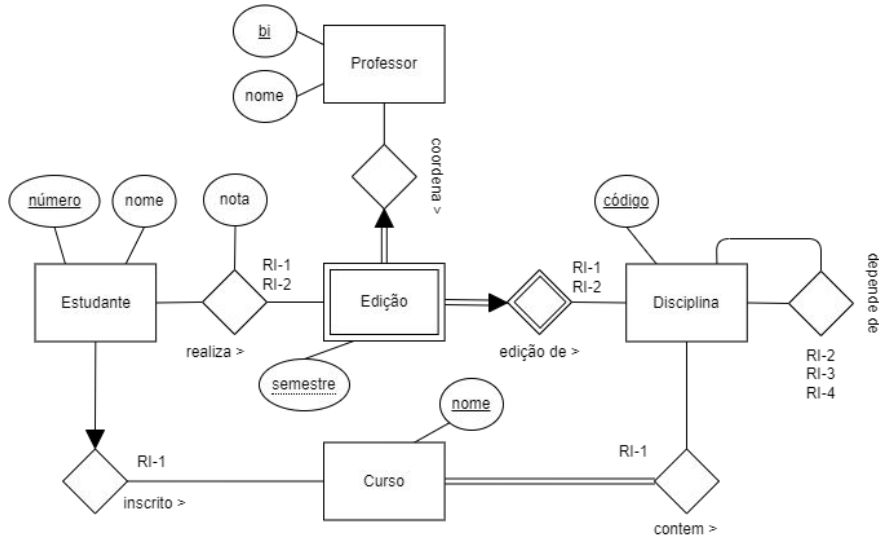 bi
Professor
nome
coordena >
número
nome
nota
código
RI-1
RI-2
RI-1
RI-2
depende de
Estudante
Edição
Disciplina
realiza >
edição de >
RI-2
RI-3
RI-4
semestre
nome
RI-1
RI-1
Curso
inscrito >
contem >